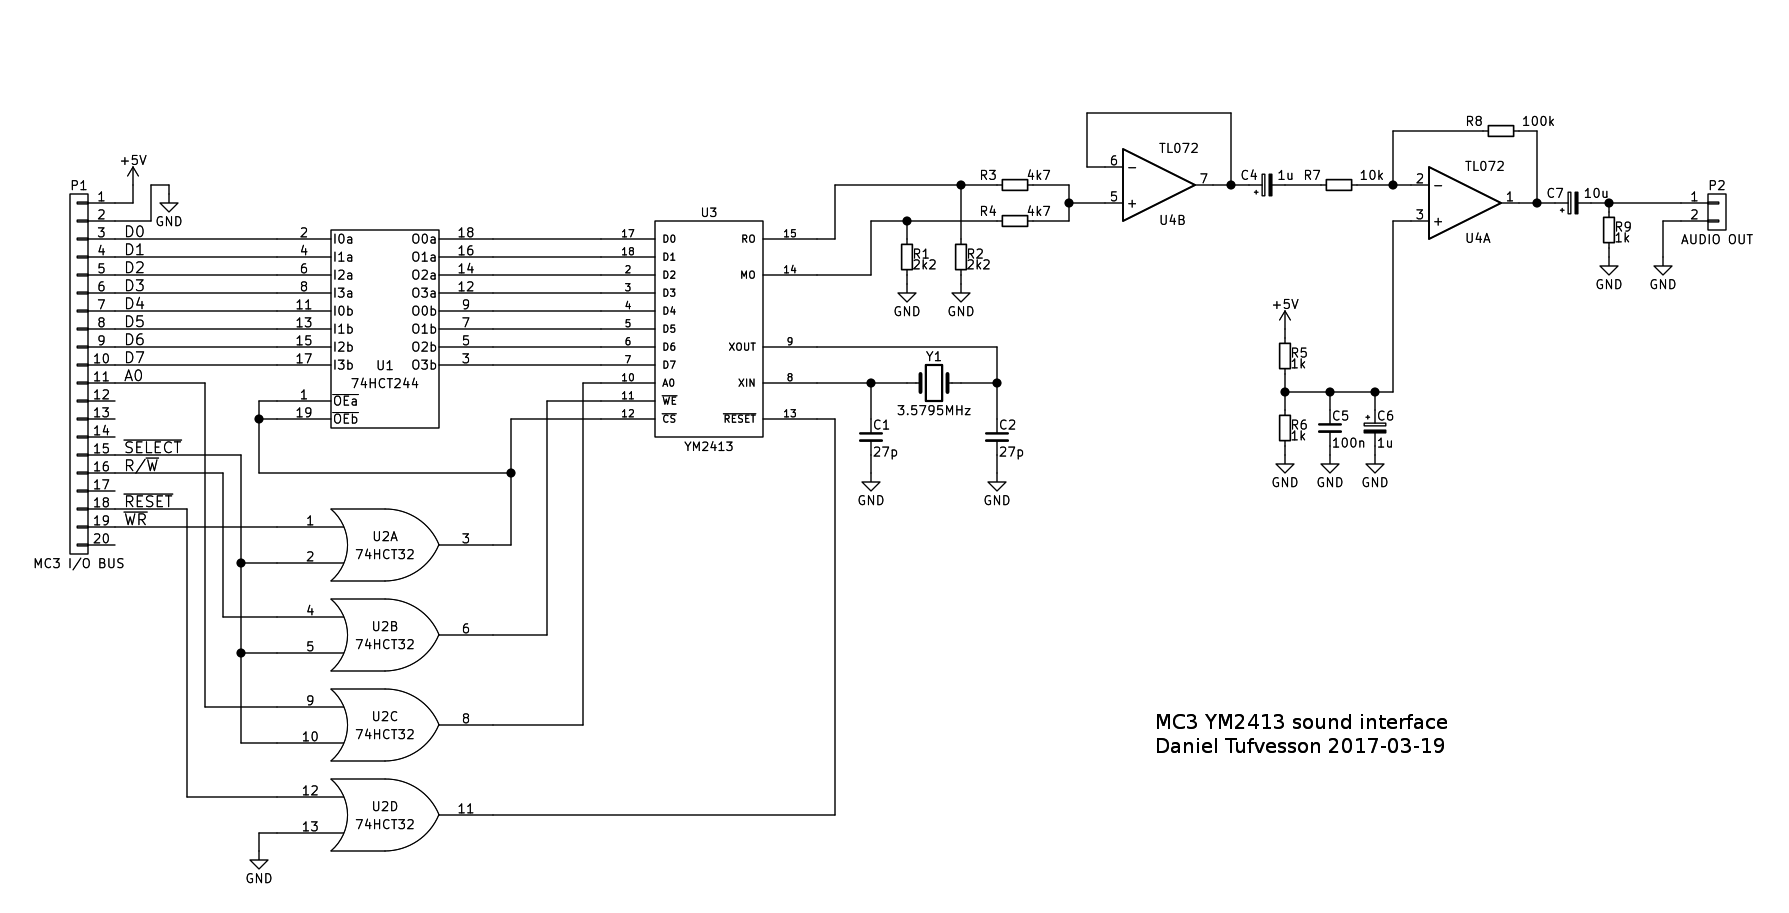 P1
+5V
GND
1
2
3 D0
4 D1
5 D2
6 D3
7 D4
8 D5
9 D6
10 D7
11 A0
12
13
14
15 SELECT
16 R/W
17
18 RESET
19 WR
20
MC3 I/O BUS
2 I0a O0a 18
4 I1a O1a 16
6 I2a O2a 14
8 I3a O3a 12
11 I0b O0b 9
13 I1b O1b 7
15 I2b O2b 5
17 I3b O3b 3
U1
74HCT244
1 OEa
19 OEb
1
2
U2A
74HCT32
3
4
5
U2B
74HCT32
6
9
10
U2C
74HCT32
8
12
13
U2D
74HCT32
11
GND
U3
17 D0 RO 15
18 D1
2 D2 MO 14
3 D3
4 D4
5 D5
6 D6 XOUT 9
7 D7
10 A0 XIN 8
11 WE
12 CS RESET 13
YM2413
R3 4k7
R4 4k7
R1
2k2
R2
2k2
GND
GND
Y1
3.5795MHz
C1
27p
GND
C2
27p
GND
TL072
6
5
7
U4B
C4 1u
R7 10k
R8 100k
TL072
2
3
1
U4A
C7 10u
R9
1k
GND
P2
1
2
AUDIO OUT
GND
+5V
R5
1k
R6
1k
C5
100n
C6
1u
GND
GND
GND
MC3 YM2413 sound interface
Daniel Tufvesson 2017-03-19